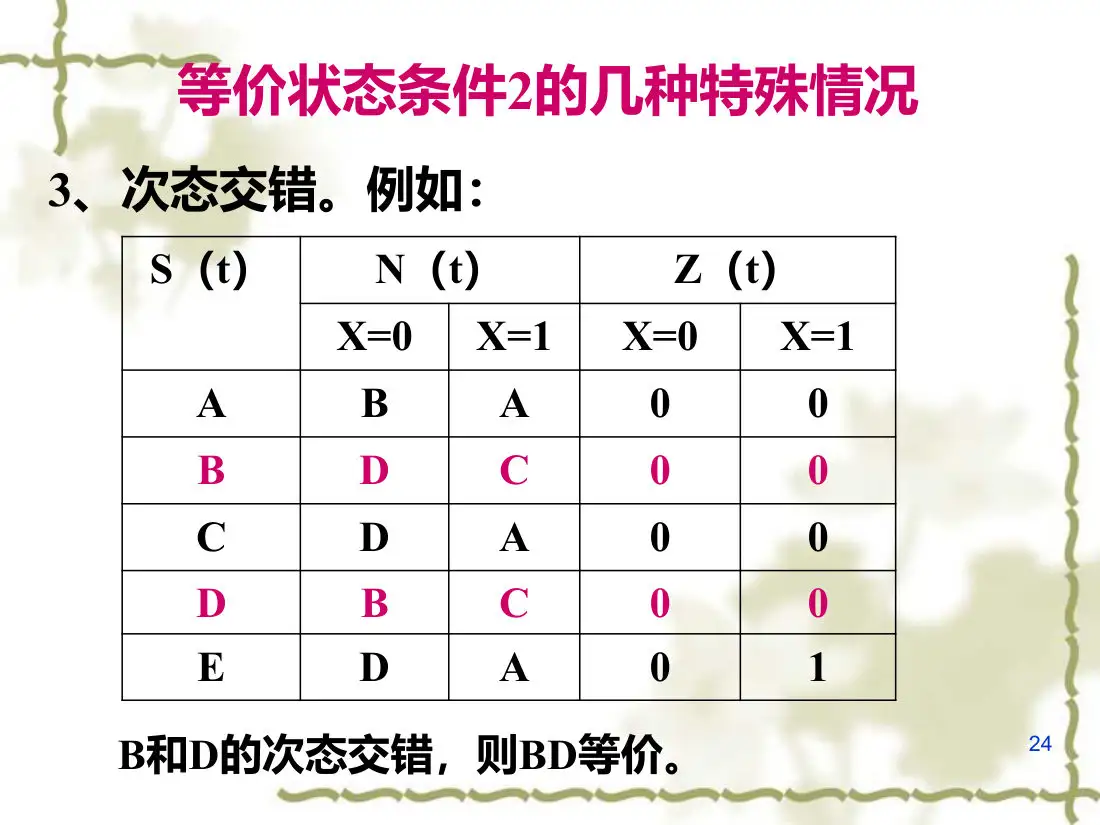 等价状态条件2的几种特殊情况
3、次态交错。例如：
S（t） N（t） Z（t）
X=0 X=1 X=0 X=1
A B A 0 0
B D C 0 0
C D A 0 0
D B C 0 0
E D A 0 1
B和D的次态交错，则BD等价。
24